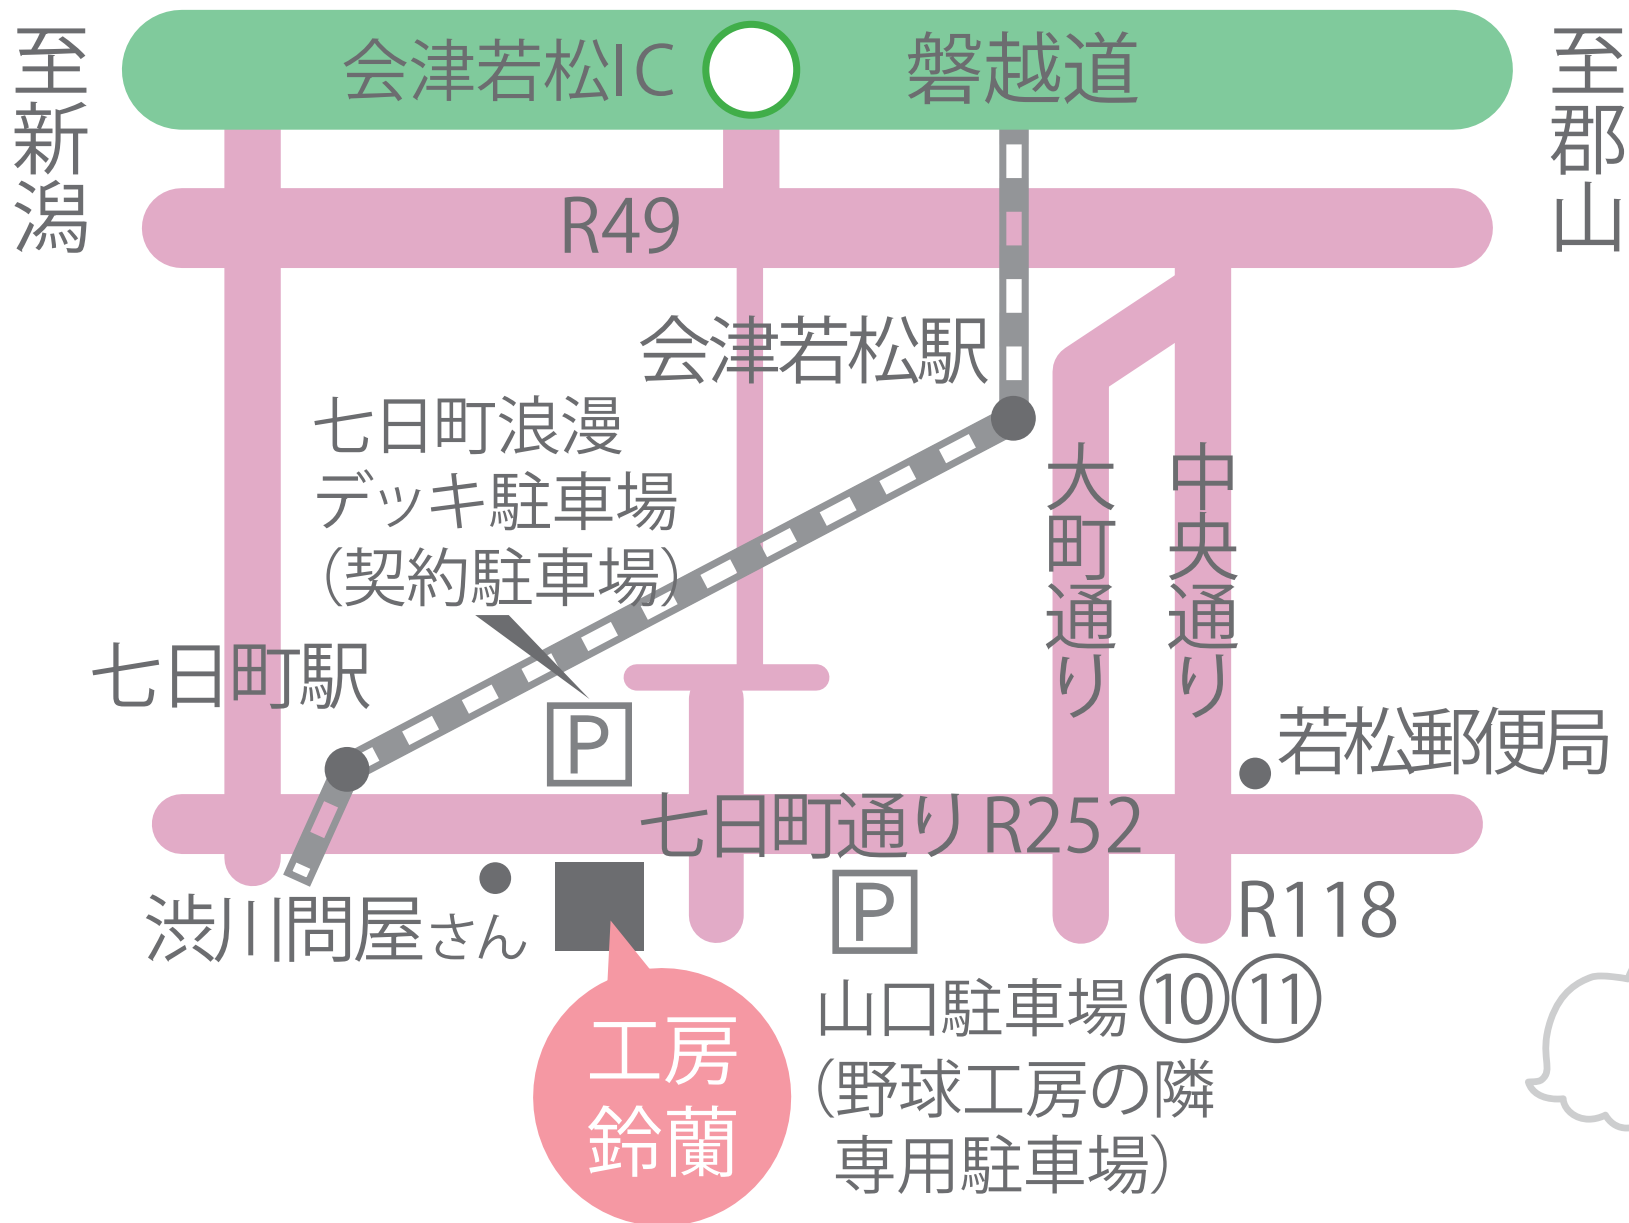 至新潟
会津若松IC
磐越道
至郡山
R49
会津若松駅
七日町浪漫
デッキ駐車場
（契約駐車場）
大町通り
中央通り
七日町駅
P
若松郵便局
七日町通り R252
渋川問屋さん
P
R118
山口駐車場⑩⑪
（野球工房の隣
専用駐車場）
工房
鈴蘭